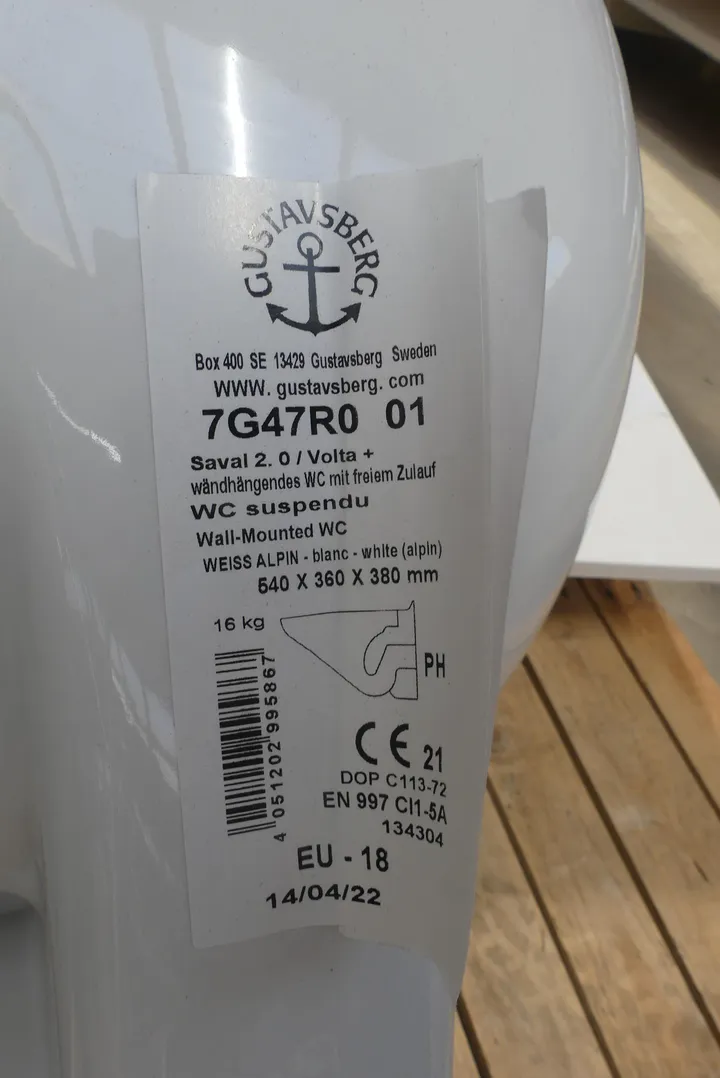 GUSTAVSBERG
Box 400 SE 13429 Gustavsberg Sweden
WWW. gustavsberg. com
7G47R0 01
Saval 2. 0 / Volta +
wändhängendes WC mit freiem Zulauf
WC suspendu
Wall-Mounted WC
WEISS ALPIN - blanc - white (alpin)
540 X 360 X 380 mm
16 kg
PH
4 051202 995867
CE 21
DOP C113-72
EN 997 Cl1-5A
134304
EU - 18
14/04/22